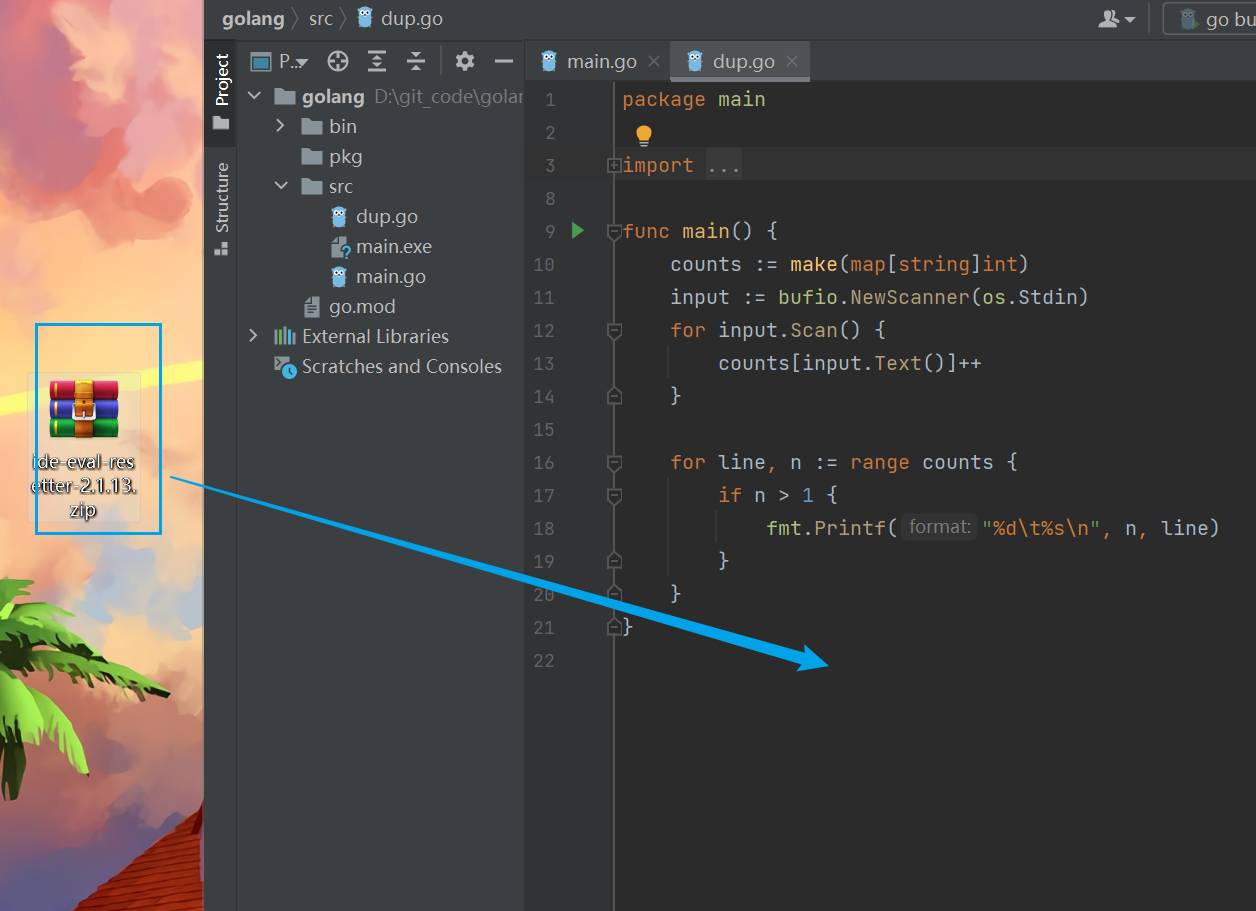 golang src dup.go
go bu
Project
P...
main.go
dup.go
golang D:\git_code\golar
bin
pkg
src
dup.go
main.exe
main.go
go.mod
External Libraries
Scratches and Consoles
Structure
ide-eval-res
etter-2.1.13.
zip
1 package main
2
3 import ...
8
9 func main() {
10 counts := make(map[string]int)
11 input := bufio.NewScanner(os.Stdin)
12 for input.Scan() {
13 counts[input.Text()]++
14 }
15
16 for line, n := range counts {
17 if n > 1 {
18 fmt.Printf( format: "%d\t%s\n", n, line)
19 }
20 }
21 }
22